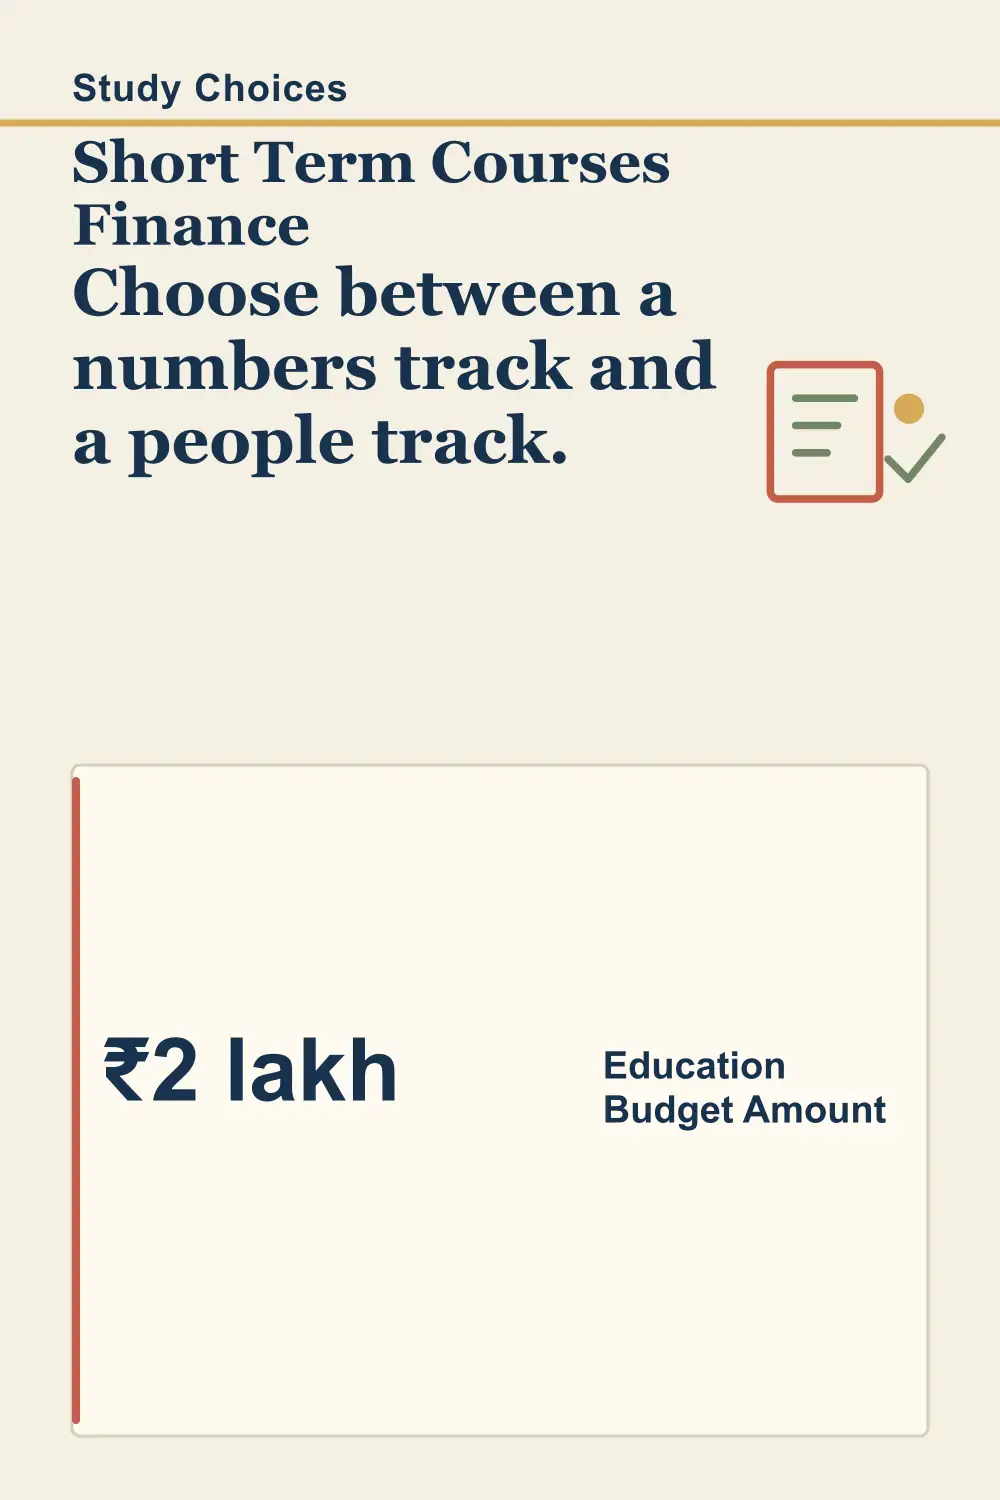 Study Choices
Short Term Courses
Finance
Choose between a
numbers track and
a people track.
₹2 lakh
Education
Budget Amount